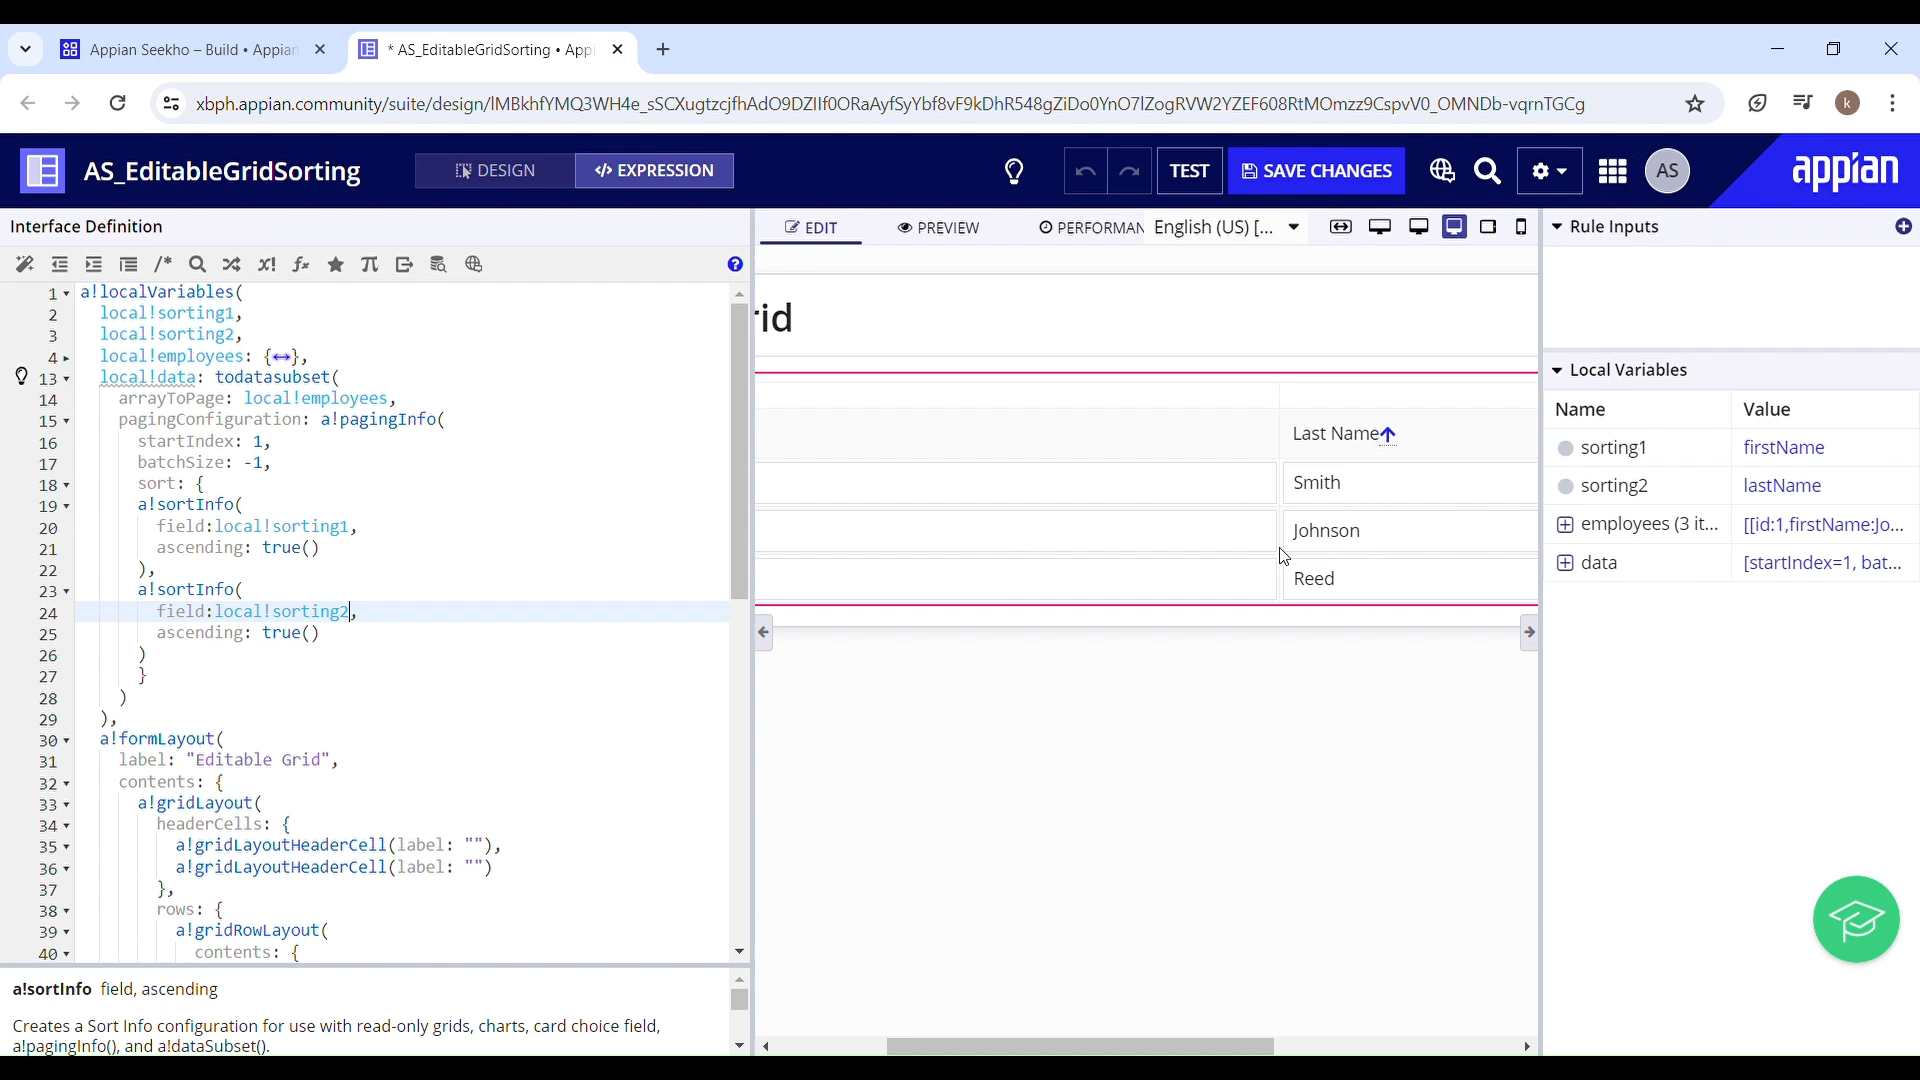 Appian Seekho – Build • Appian
* AS_EditableGridSorting • Appi
xbph.appian.community/suite/design/lMBkhfYMQ3WH4e_sSCXugtzcjfhAdO9DZIlf0ORaAyfSyYbf8vF9kDhR548gZiDo0YnO7lZogRVW2YZEF608RtMOmzz9CspvV0_OMNDb-vqrnTGCg
k
AS_EditableGridSorting
DESIGN
</> EXPRESSION
TEST
SAVE CHANGES
AS
appian
Interface Definition
EDIT
PREVIEW
PERFORMAN
English (US) [...
Rule Inputs
1 a!localVariables(
2 local!sorting1,
3 local!sorting2,
4 local!employees: {↔},
13 local!data: todatasubset(
14 arrayToPage: local!employees,
15 pagingConfiguration: a!pagingInfo(
16 startIndex: 1,
17 batchSize: -1,
18 sort: {
19 a!sortInfo(
20 field:local!sorting1,
21 ascending: true()
22 ),
23 a!sortInfo(
24 field:local!sorting2,
25 ascending: true()
26 )
27 }
28 )
29 ),
30 a!formLayout(
31 label: "Editable Grid",
32 contents: {
33 a!gridLayout(
34 headerCells: {
35 a!gridLayoutHeaderCell(label: ""),
36 a!gridLayoutHeaderCell(label: "")
37 },
38 rows: {
39 a!gridRowLayout(
40 contents: {
a!sortInfo field, ascending
Creates a Sort Info configuration for use with read-only grids, charts, card choice field,
a!pagingInfo(), and a!dataSubset().
rid
Last Name↑
Smith
Johnson
Reed
Local Variables
Name Value
sorting1 firstName
sorting2 lastName
employees (3 it... [[id:1,firstName:Jo...
data [startIndex=1, bat...